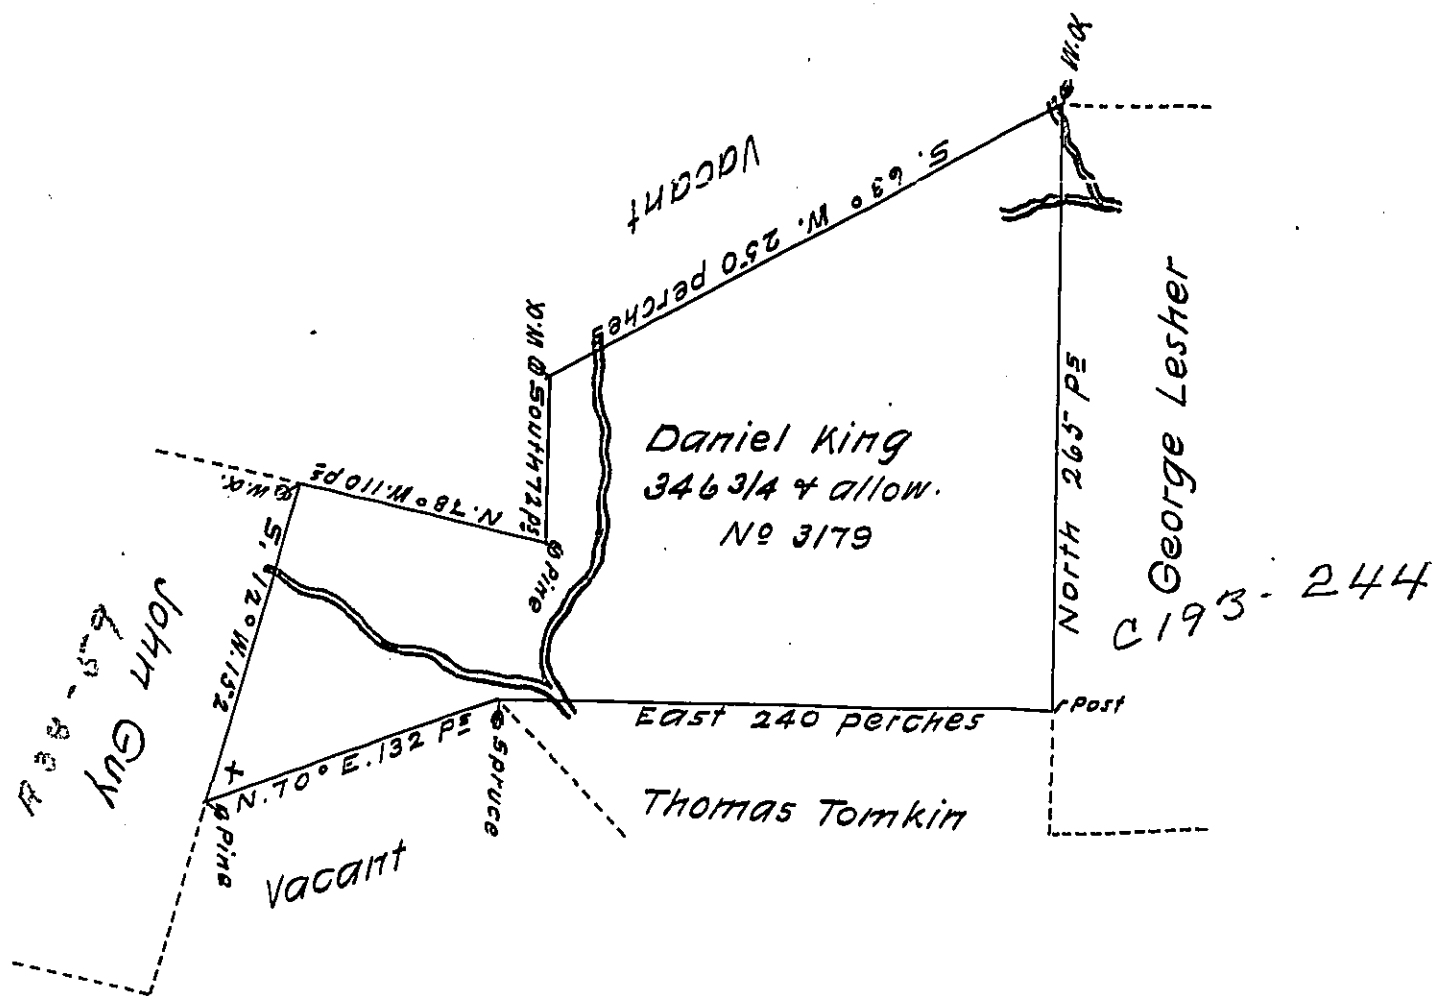 W.O.
Vacant
S. 63° W. 250 perches
South 72 ps
Daniel King
346 3/4 & allow.
Nº 3179
North 265 Ps
George Lesher
C193-244
W.O.
N. 78° W. 110 ps
Pine
S. 12° W. 152
John Guy
East 240 perches
Post
N. 70° E. 132 Ps
X
Spruce
Thomas Tomkin
Pine
Vacant